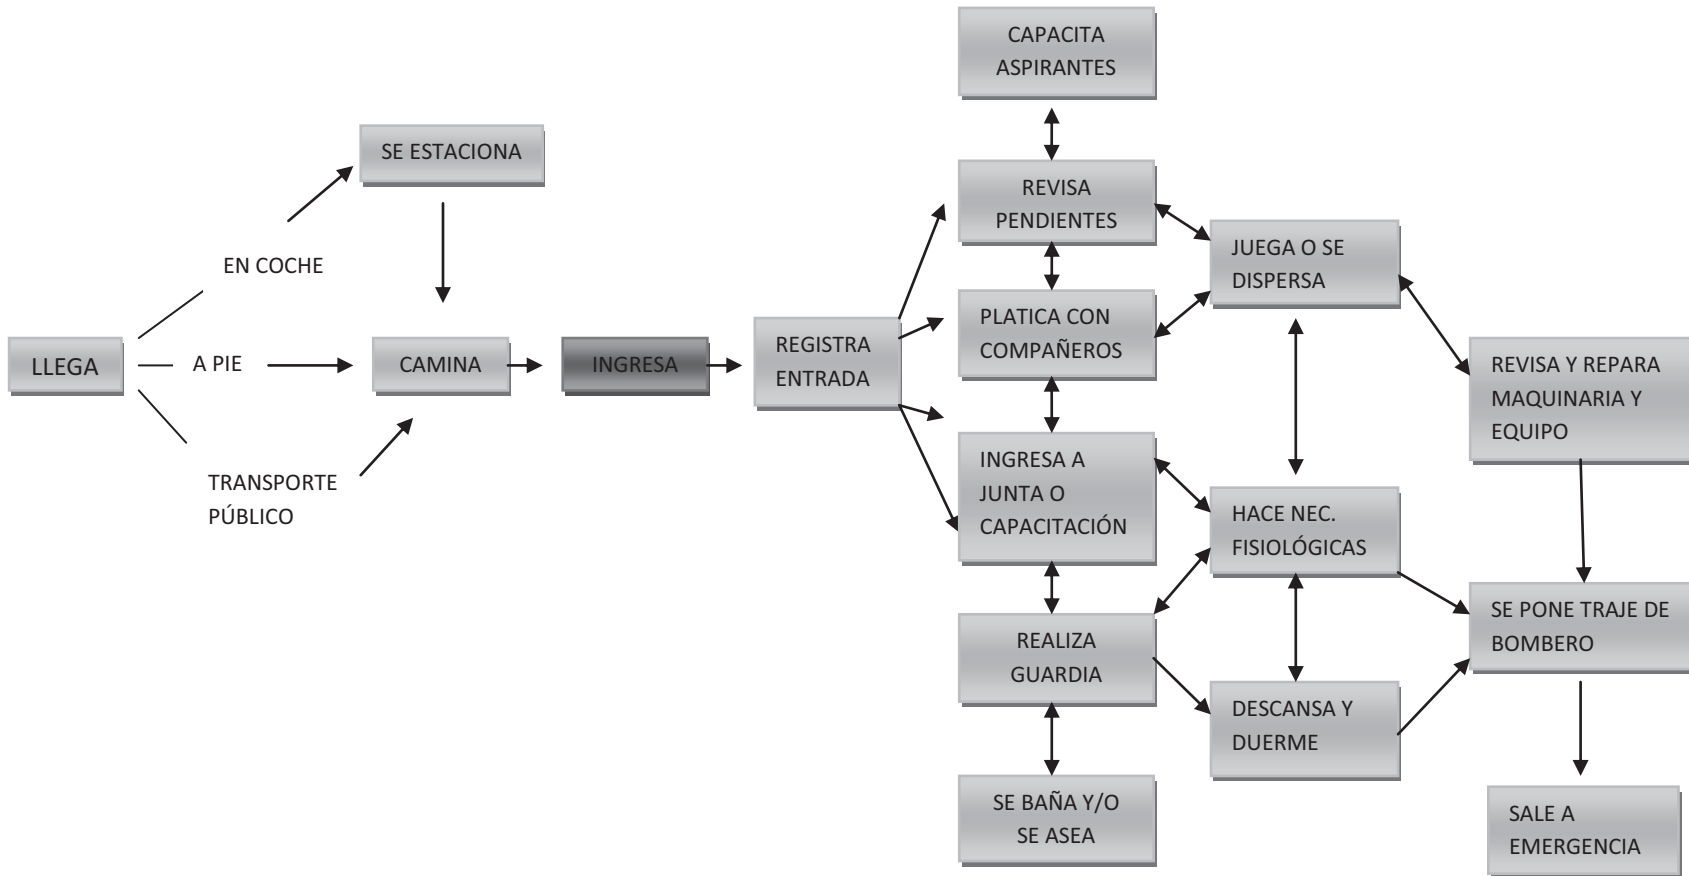 CAPACITA
ASPIRANTES
SE ESTACIONA
REVISA
PENDIENTES
EN COCHE
JUEGA O SE
DISPERSA
LLEGA
A PIE
CAMINA
INGRESA
REGISTRA
ENTRADA
PLATICA CON
COMPAÑEROS
REVISA Y REPARA
MAQUINARIA Y
EQUIPO
TRANSPORTE
PÚBLICO
INGRESA A
JUNTA O
CAPACITACIÓN
HACE NEC.
FISIOLÓGICAS
REALIZA
GUARDIA
SE PONE TRAJE DE
BOMBERO
DESCANSA Y
DUERME
SE BAÑA Y/O
SE ASEA
SALE A
EMERGENCIA